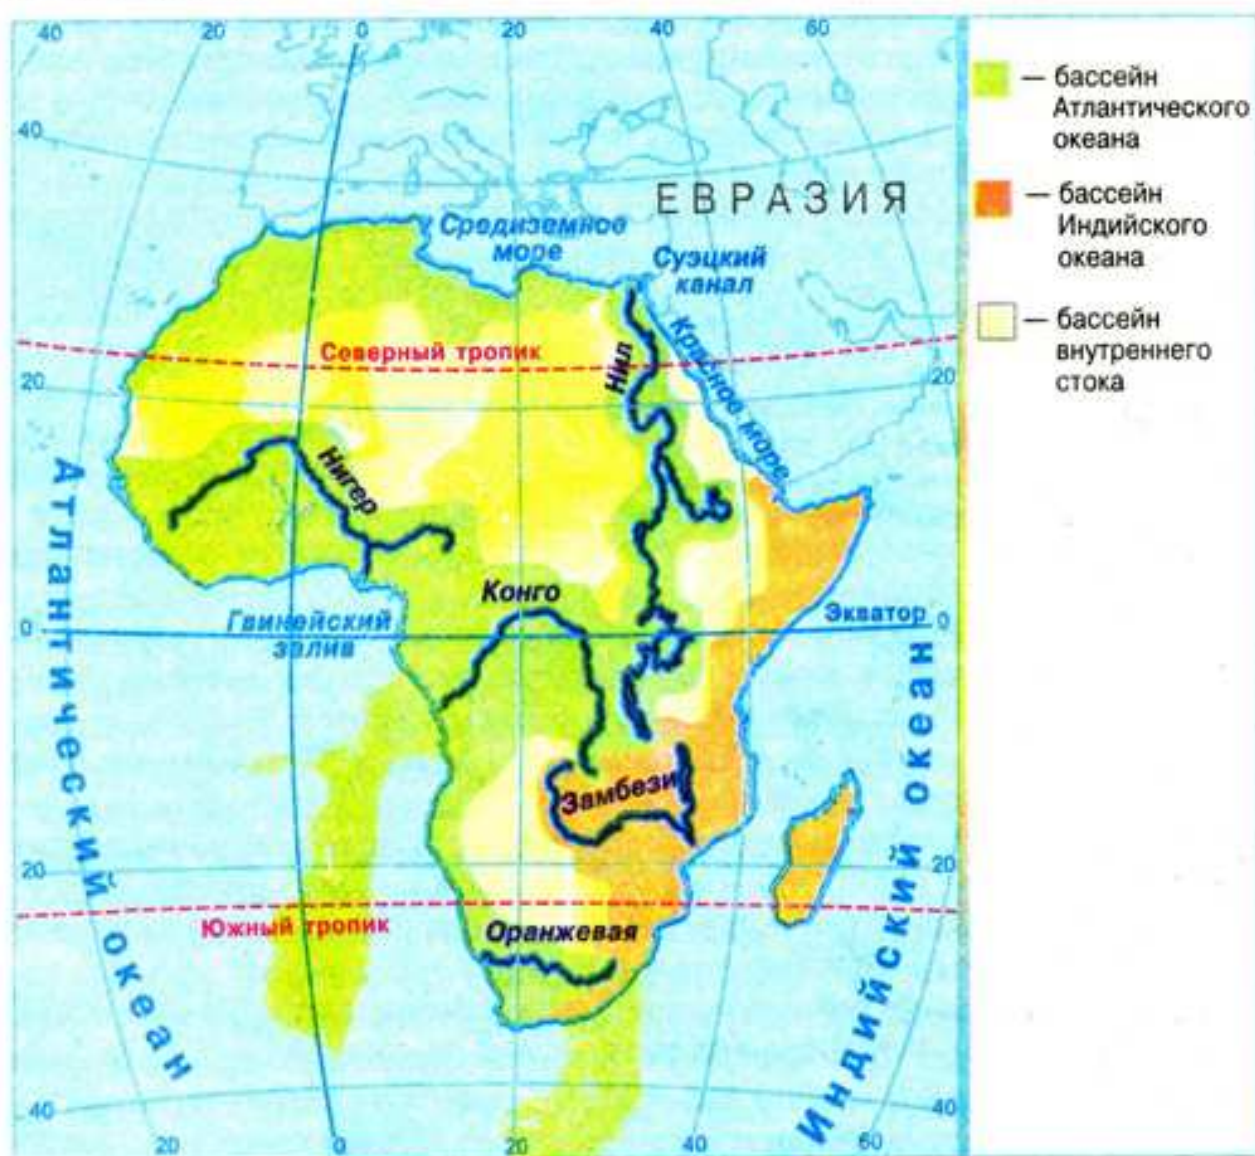 40
20
0
20
40
60
40
20
0
20
40
20
0
20
40
60
40
20
0
20
ЕВРАЗИЯ
Средиземное
море
Суэцкий
канал
Красное море
Северный тропик
Нил
Нигер
Конго
Гвинейский
залив
Экватор
Замбези
Южный тропик
Оранжевая
Атлантический океан
Индийский океан
— бассейн
Атлантического
океана
— бассейн
Индийского
океана
— бассейн
внутреннего
стока